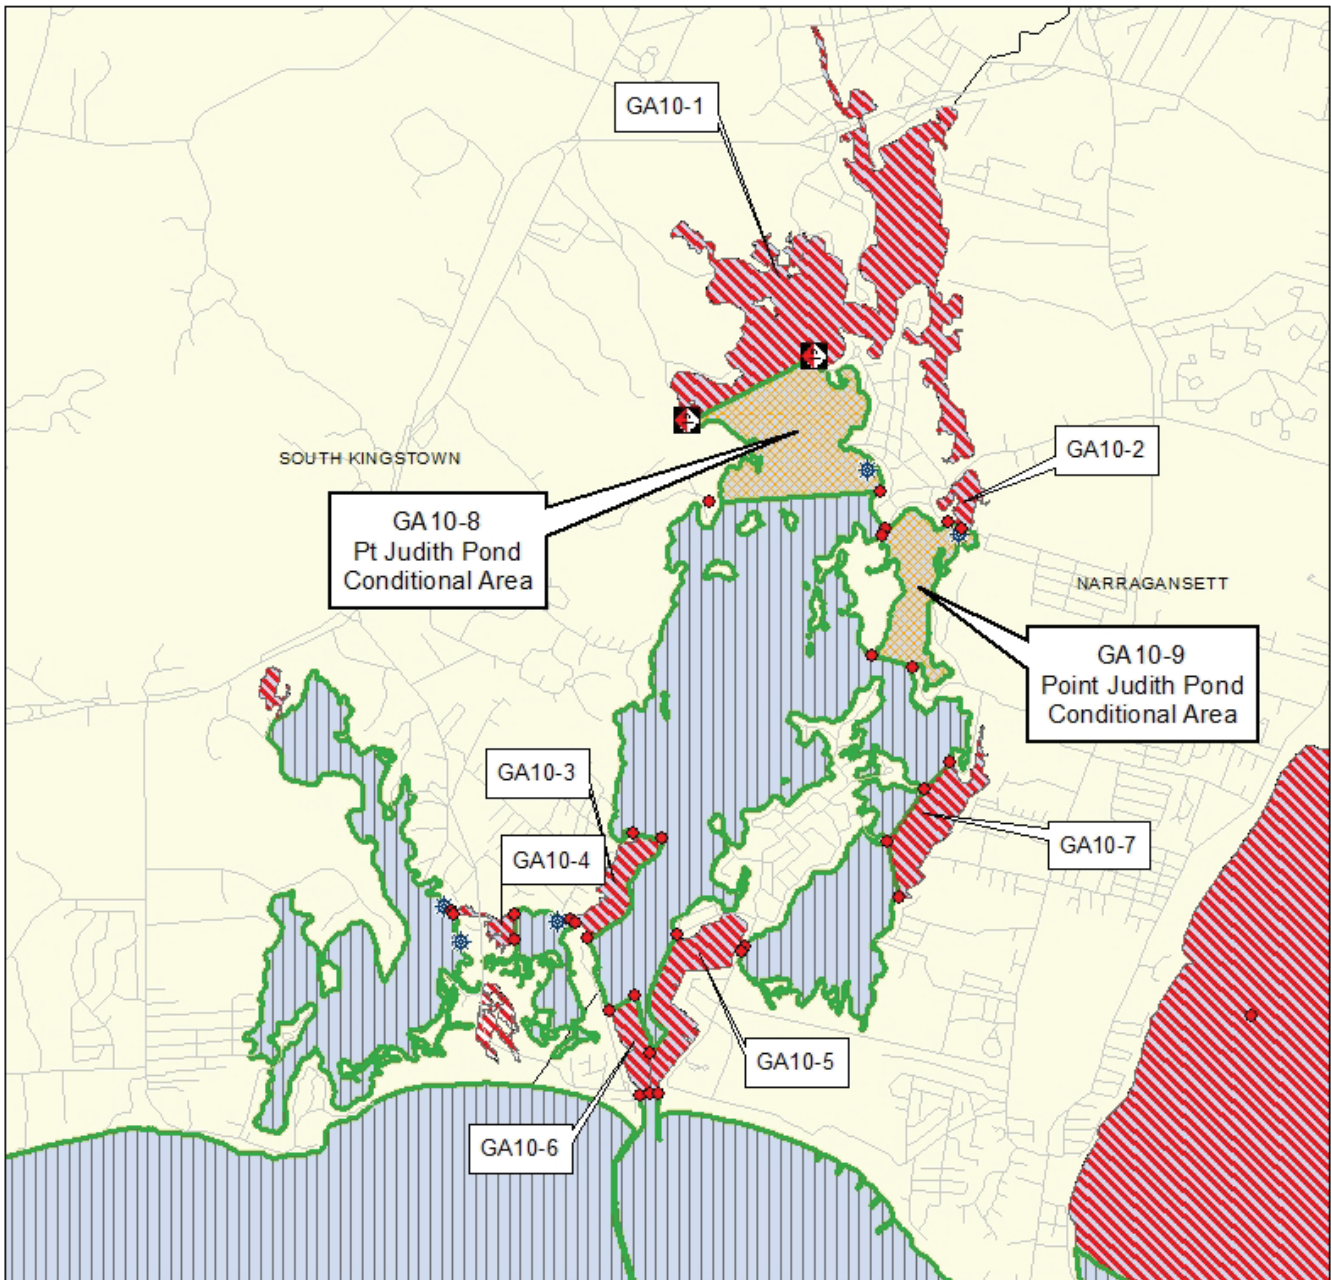 GA10-1
GA10-2
SOUTH KINGSTOWN
GA10-8
Pt Judith Pond
Conditional Area
NARRAGANSETT
GA10-9
Point Judith Pond
Conditional Area
GA10-3
GA10-4
GA10-7
GA10-5
GA10-6